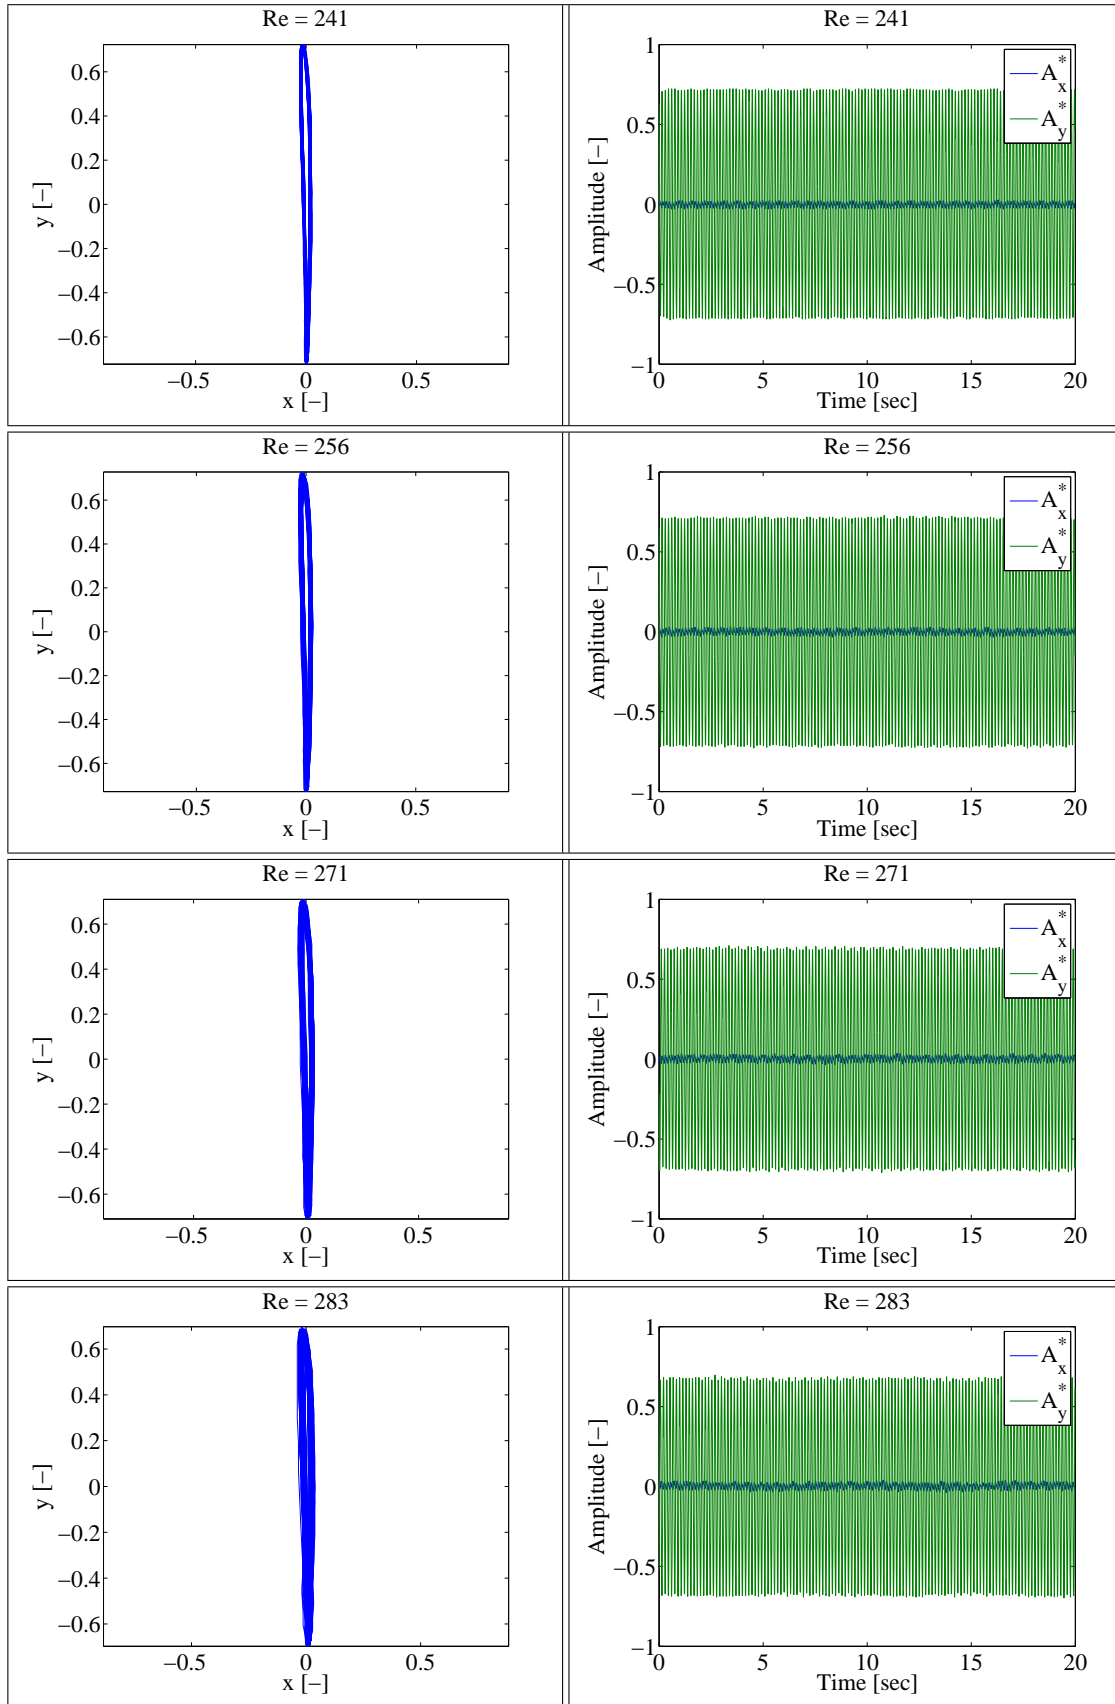 Re = 241
0.6
0.4
0.2
0
−0.2
−0.4
−0.6
y [−]
−0.5
0
0.5
x [−]
Re = 241
1
0.5
0
−0.5
−1
Amplitude [−]
A*x
A*y
0
5
10
15
20
Time [sec]
Re = 256
0.6
0.4
0.2
0
−0.2
−0.4
−0.6
y [−]
−0.5
0
0.5
x [−]
Re = 256
1
0.5
0
−0.5
−1
Amplitude [−]
A*x
A*y
0
5
10
15
20
Time [sec]
Re = 271
0.6
0.4
0.2
0
−0.2
−0.4
−0.6
y [−]
−0.5
0
0.5
x [−]
Re = 271
1
0.5
0
−0.5
−1
Amplitude [−]
A*x
A*y
0
5
10
15
20
Time [sec]
Re = 283
0.6
0.4
0.2
0
−0.2
−0.4
−0.6
y [−]
−0.5
0
0.5
x [−]
Re = 283
1
0.5
0
−0.5
−1
Amplitude [−]
A*x
A*y
0
5
10
15
20
Time [sec]